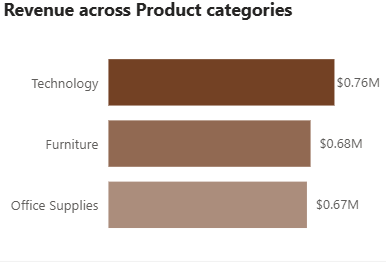 Revenue across Product categories
Technology $0.76M
Furniture $0.68M
Office Supplies $0.67M